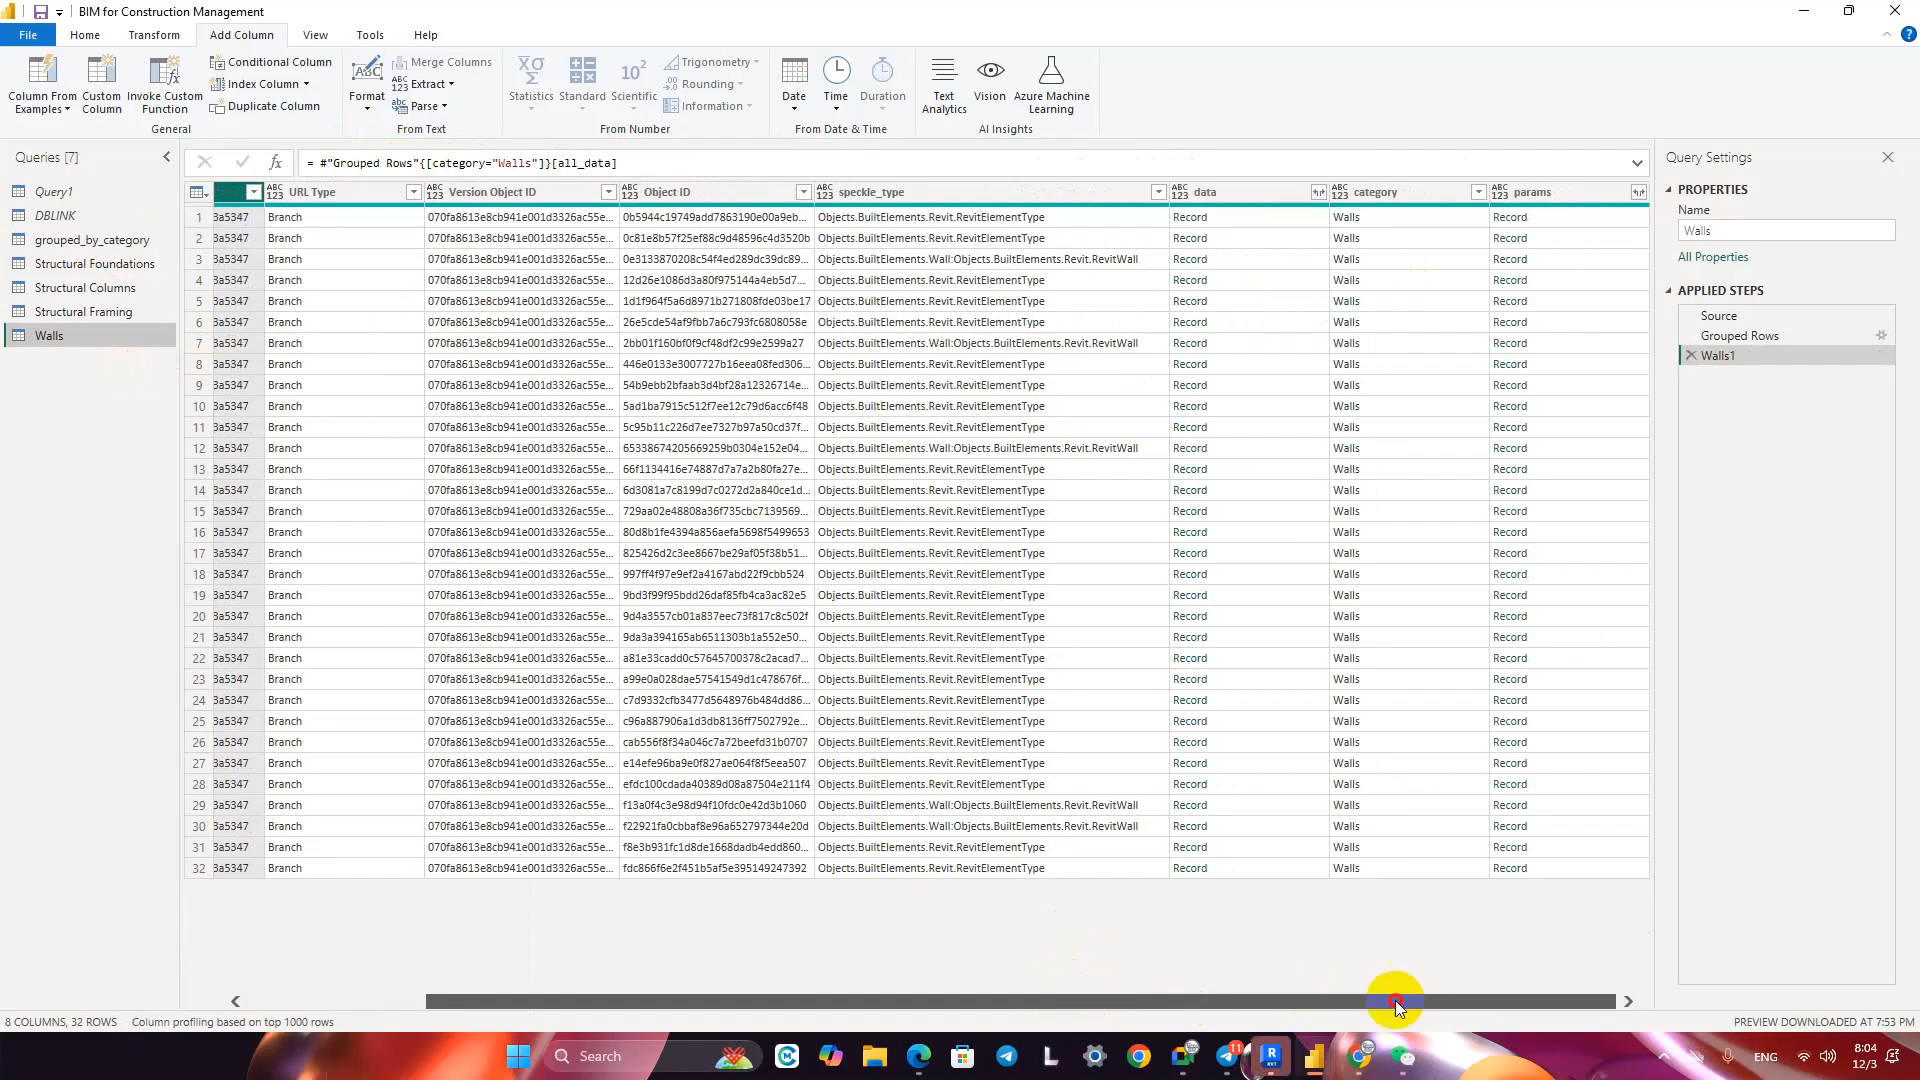 BIM for Construction Management
File Home Transform Add Column View Tools Help
Column From Examples
Custom Column
Invoke Custom Function
Conditional Column
Index Column
Duplicate Column
General
Format
Merge Columns
ABC 123 Extract
abc Parse
From Text
XΣ Statistics
Standard
10² Scientific
Trigonometry
Rounding
Information
From Number
Date
Time
Duration
From Date & Time
Text Analytics
Vision
Azure Machine Learning
AI Insights
Queries [7]
Query1
DBLINK
grouped_by_category
Structural Foundations
Structural Columns
Structural Framing
Walls
fx = #"Grouped Rows"{[category="Walls"]}[all_data]
ABC 123 URL Type ABC 123 Version Object ID ABC 123 Object ID ABC 123 speckle_type ABC 123 data ABC 123 category ABC 123 params
1 3a5347 Branch 070fa8613e8cb941e001d3326ac55e... 0b5944c19749add7863190e00a9eb... Objects.BuiltElements.Revit.RevitElementType Record Walls Record
2 3a5347 Branch 070fa8613e8cb941e001d3326ac55e... 0c81e8b57f25ef88c9d48596c4d3520b Objects.BuiltElements.Revit.RevitElementType Record Walls Record
3 3a5347 Branch 070fa8613e8cb941e001d3326ac55e... 0e3133870208c54f4ed289dc39dc89... Objects.BuiltElements.Wall:Objects.BuiltElements.Revit.RevitWall Record Walls Record
4 3a5347 Branch 070fa8613e8cb941e001d3326ac55e... 12d26e1086d3a80f975144a4eb5d7... Objects.BuiltElements.Revit.RevitElementType Record Walls Record
5 3a5347 Branch 070fa8613e8cb941e001d3326ac55e... 1d1f964f5a6d8971b271808fde03be17 Objects.BuiltElements.Revit.RevitElementType Record Walls Record
6 3a5347 Branch 070fa8613e8cb941e001d3326ac55e... 26e5cde54af9fbb7a6c793fc6808058e Objects.BuiltElements.Revit.RevitElementType Record Walls Record
7 3a5347 Branch 070fa8613e8cb941e001d3326ac55e... 2bb01f160bf0f9cf48df2c99e2599a27 Objects.BuiltElements.Wall:Objects.BuiltElements.Revit.RevitWall Record Walls Record
8 3a5347 Branch 070fa8613e8cb941e001d3326ac55e... 446e0133e3007727b16eea08fed306... Objects.BuiltElements.Revit.RevitElementType Record Walls Record
9 3a5347 Branch 070fa8613e8cb941e001d3326ac55e... 54b9ebb2bfaab3d4bf28a12326714e... Objects.BuiltElements.Revit.RevitElementType Record Walls Record
10 3a5347 Branch 070fa8613e8cb941e001d3326ac55e... 5ad1ba7915c512f7ee12c79d6acc6f48 Objects.BuiltElements.Revit.RevitElementType Record Walls Record
11 3a5347 Branch 070fa8613e8cb941e001d3326ac55e... 5c95b11c226d7ee7327b97a50cd37f... Objects.BuiltElements.Revit.RevitElementType Record Walls Record
12 3a5347 Branch 070fa8613e8cb941e001d3326ac55e... 65338674205669259b0304e152e04... Objects.BuiltElements.Wall:Objects.BuiltElements.Revit.RevitWall Record Walls Record
13 3a5347 Branch 070fa8613e8cb941e001d3326ac55e... 66f1134416e74887d7a7a2b80fa27e... Objects.BuiltElements.Revit.RevitElementType Record Walls Record
14 3a5347 Branch 070fa8613e8cb941e001d3326ac55e... 6d3081a7c8199d7c0272d2a840ce1d... Objects.BuiltElements.Revit.RevitElementType Record Walls Record
15 3a5347 Branch 070fa8613e8cb941e001d3326ac55e... 729aa02e48808a36f735cbc7139569... Objects.BuiltElements.Revit.RevitElementType Record Walls Record
16 3a5347 Branch 070fa8613e8cb941e001d3326ac55e... 80d8b1fe4394a856aefa5698f5499653 Objects.BuiltElements.Revit.RevitElementType Record Walls Record
17 3a5347 Branch 070fa8613e8cb941e001d3326ac55e... 825426d2c3ee8667be29af05f38b51... Objects.BuiltElements.Revit.RevitElementType Record Walls Record
18 3a5347 Branch 070fa8613e8cb941e001d3326ac55e... 997ff4f97e9ef2a4167abd22f9cbb524 Objects.BuiltElements.Revit.RevitElementType Record Walls Record
19 3a5347 Branch 070fa8613e8cb941e001d3326ac55e... 9bd3f99f95bdd26daf85fb4ca3ac82e5 Objects.BuiltElements.Revit.RevitElementType Record Walls Record
20 3a5347 Branch 070fa8613e8cb941e001d3326ac55e... 9d4a3557cb01a837eec73f817c8c502f Objects.BuiltElements.Revit.RevitElementType Record Walls Record
21 3a5347 Branch 070fa8613e8cb941e001d3326ac55e... 9da3a394165ab6511303b1a552e50... Objects.BuiltElements.Revit.RevitElementType Record Walls Record
22 3a5347 Branch 070fa8613e8cb941e001d3326ac55e... a81e33cadd0c57645700378c2acad7... Objects.BuiltElements.Revit.RevitElementType Record Walls Record
23 3a5347 Branch 070fa8613e8cb941e001d3326ac55e... a99e0a028dae57541549d1c478676f... Objects.BuiltElements.Revit.RevitElementType Record Walls Record
24 3a5347 Branch 070fa8613e8cb941e001d3326ac55e... c7d9332cfb3477d5648976b484dd86... Objects.BuiltElements.Revit.RevitElementType Record Walls Record
25 3a5347 Branch 070fa8613e8cb941e001d3326ac55e... c96a887906a1d3db8136ff7502792e... Objects.BuiltElements.Revit.RevitElementType Record Walls Record
26 3a5347 Branch 070fa8613e8cb941e001d3326ac55e... cab556f8f34a046c7a72beefd31b0707 Objects.BuiltElements.Revit.RevitElementType Record Walls Record
27 3a5347 Branch 070fa8613e8cb941e001d3326ac55e... e14efe96ba9e0f827ae064f8f5eea507 Objects.BuiltElements.Revit.RevitElementType Record Walls Record
28 3a5347 Branch 070fa8613e8cb941e001d3326ac55e... efdc100cdada40389d08a87504e211f4 Objects.BuiltElements.Revit.RevitElementType Record Walls Record
29 3a5347 Branch 070fa8613e8cb941e001d3326ac55e... f13a0f4c3e98d94f10fdc0e42d3b1060 Objects.BuiltElements.Wall:Objects.BuiltElements.Revit.RevitWall Record Walls Record
30 3a5347 Branch 070fa8613e8cb941e001d3326ac55e... f22921fa0cbbaf8e96a652797344e20d Objects.BuiltElements.Wall:Objects.BuiltElements.Revit.RevitWall Record Walls Record
31 3a5347 Branch 070fa8613e8cb941e001d3326ac55e... f8e3b931fc1d8de1668dadb4edd860... Objects.BuiltElements.Revit.RevitElementType Record Walls Record
32 3a5347 Branch 070fa8613e8cb941e001d3326ac55e... fdc866f6e2f451b5af5e395149247392 Objects.BuiltElements.Revit.RevitElementType Record Walls Record
Query Settings
PROPERTIES
Name
Walls
All Properties
APPLIED STEPS
Source
Grouped Rows
Walls1
8 COLUMNS, 32 ROWS Column profiling based on top 1000 rows
PREVIEW DOWNLOADED AT 7:53 PM
Search
11
ENG
8:04
12/3